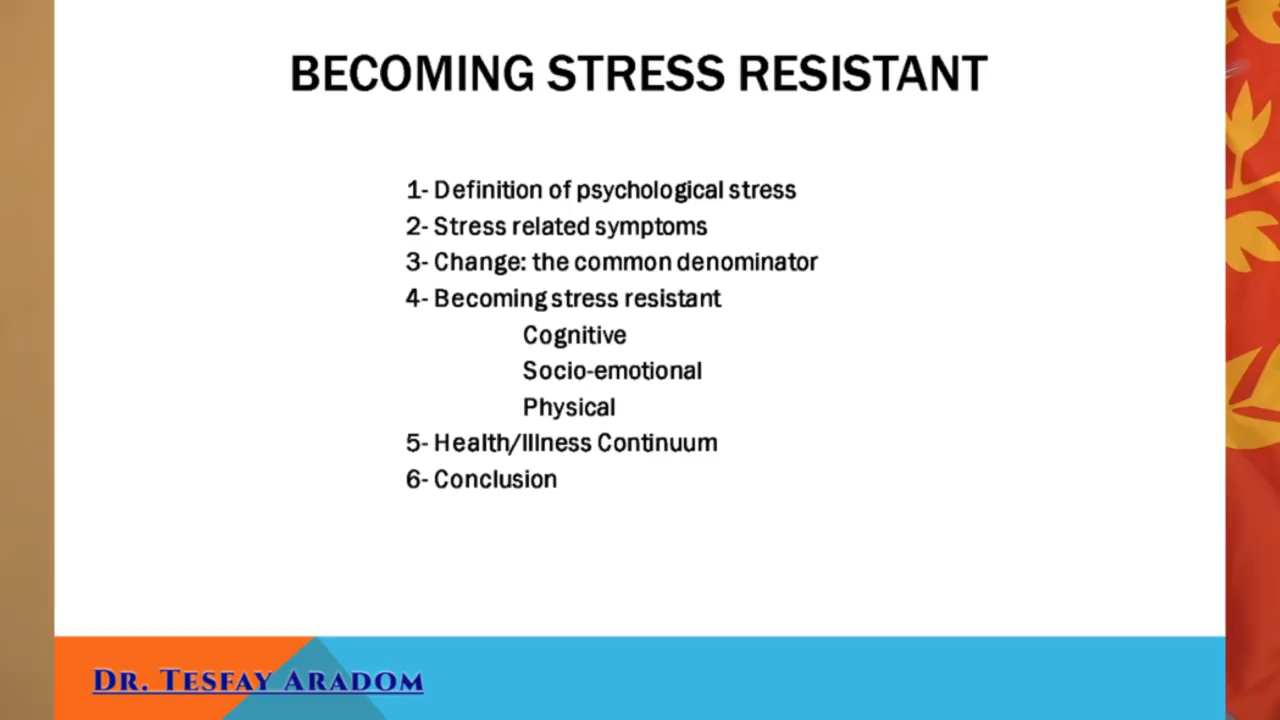 BECOMING STRESS RESISTANT
1- Definition of psychological stress
2- Stress related symptoms
3- Change: the common denominator
4- Becoming stress resistant
Cognitive
Socio-emotional
Physical
5- Health/Illness Continuum
6- Conclusion
DR. TESFAY ARADOM